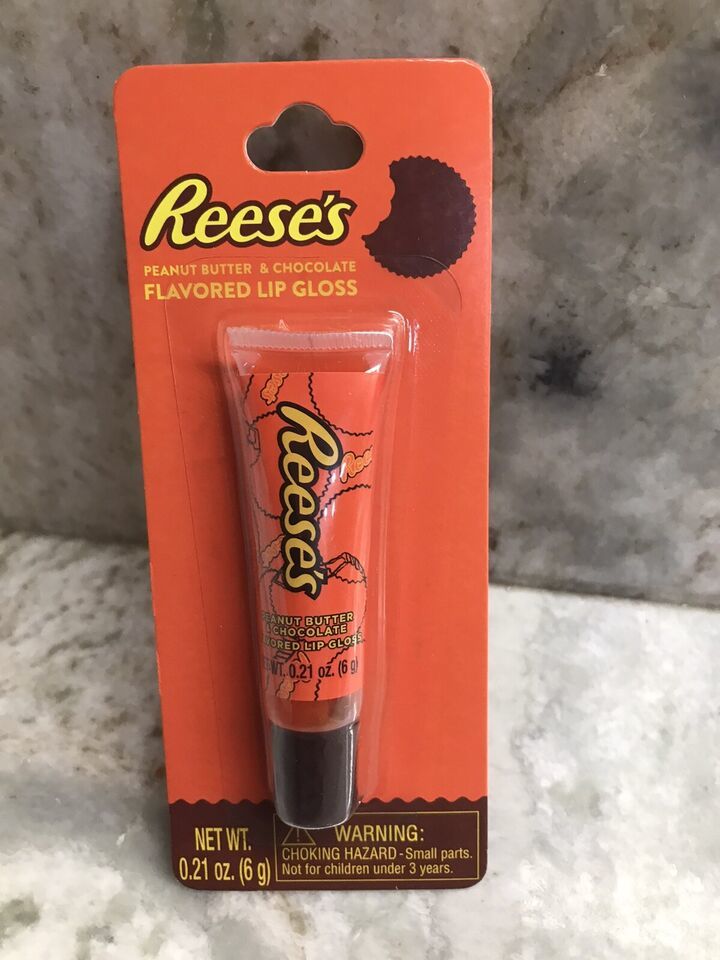 Reese's
PEANUT BUTTER & CHOCOLATE
FLAVORED LIP GLOSS
Reese's
PEANUT BUTTER
CHOCOLATE
LIP GLOSS
WT. 0.21 oz. (6 g)
NET WT.
0.21 oz. (6 g)
WARNING:
CHOKING HAZARD - Small parts.
Not for children under 3 years.